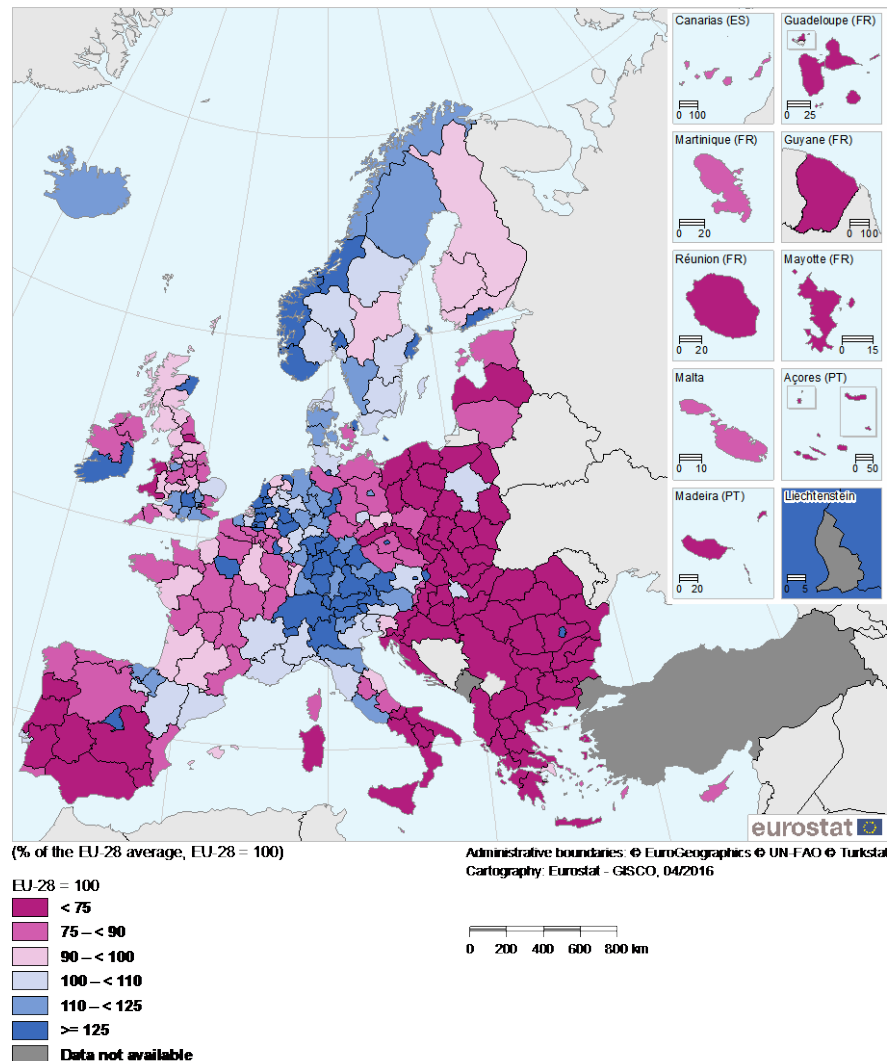 Canarias (ES)
0 100
Guadeloupe (FR)
0 25
Martinique (FR)
0 20
Guyane (FR)
0 100
Réunion (FR)
0 20
Mayotte (FR)
0 15
Malta
0 10
Açores (PT)
0 50
Madeira (PT)
0 20
Liechtenstein
0 5
eurostat
(% of the EU-28 average, EU-28 = 100)
Administrative boundaries: © EuroGeographics © UN-FAO © Turkstat
Cartography: Eurostat - GISCO, 04/2016
EU-28 = 100
< 75
75 – < 90
90 – < 100
100 – < 110
110 – < 125
>= 125
Data not available
0 200 400 600 800 km